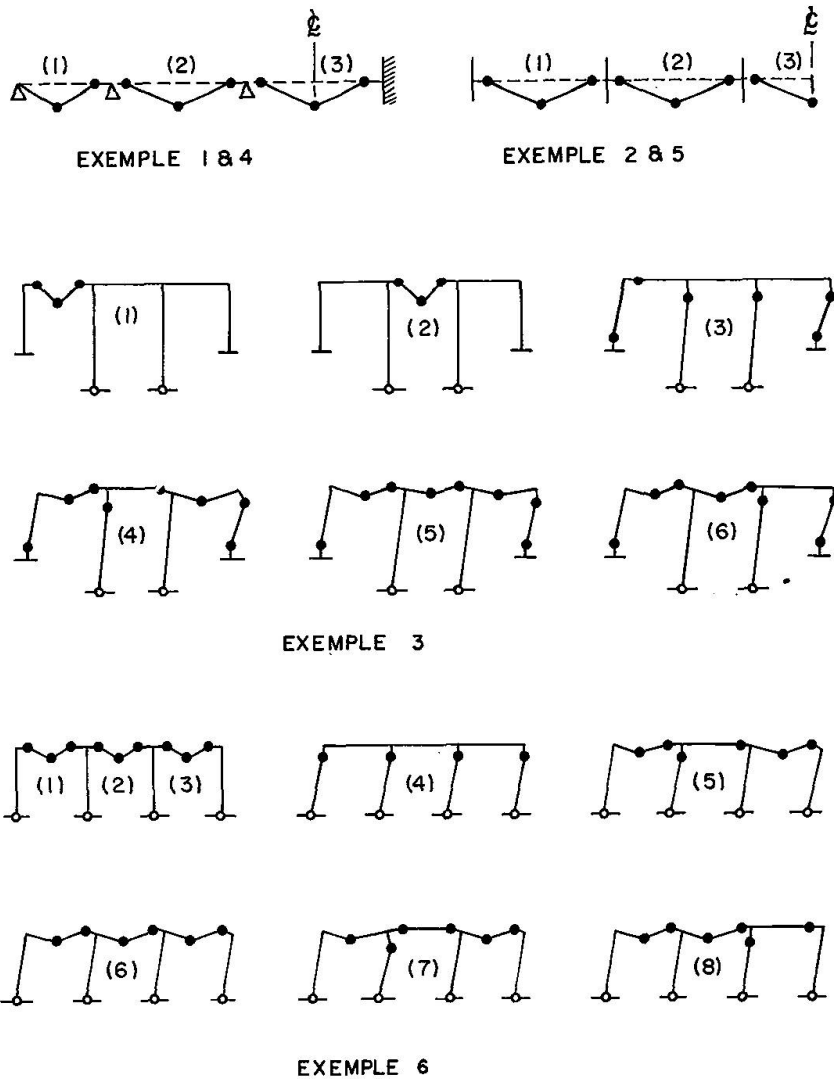 ℄ ℄
(1) (2) (3) (1) (2) (3)
EXEMPLE 1 & 4 EXEMPLE 2 & 5
(1) (2) (3)
(4) (5) (6)
EXEMPLE 3
(1) (2) (3) (4) (5)
(6) (7) (8)
EXEMPLE 6